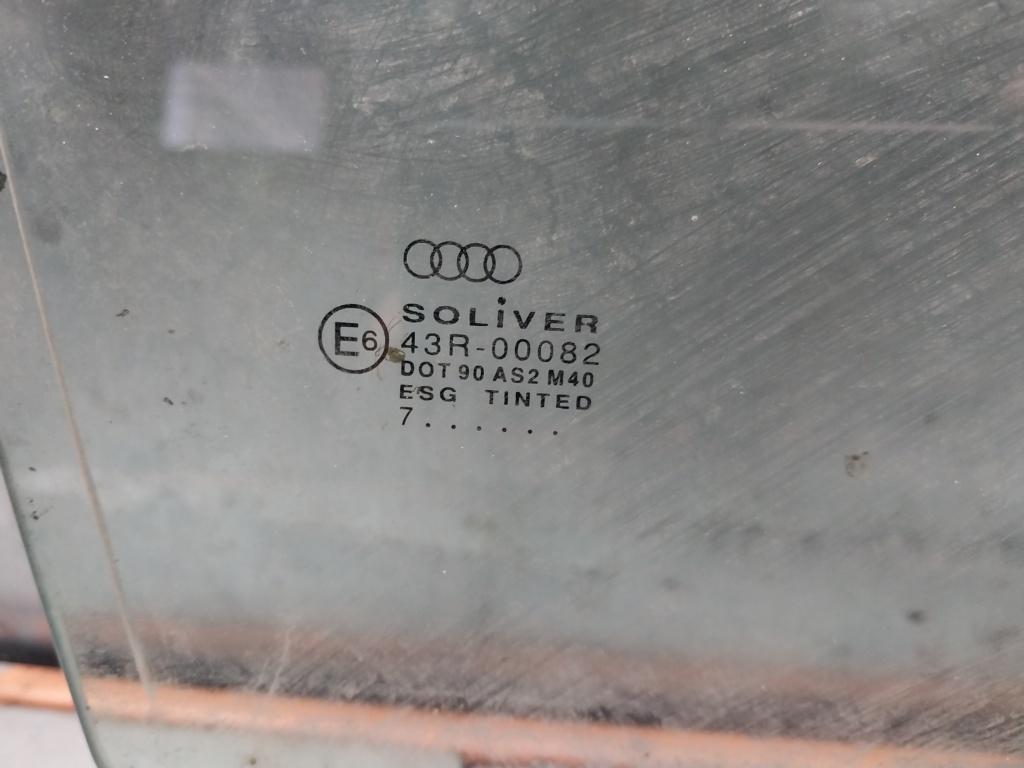 SOLiVER
E6 43R-00082
DOT 90 AS2 M40
ESG TINTED
7.......